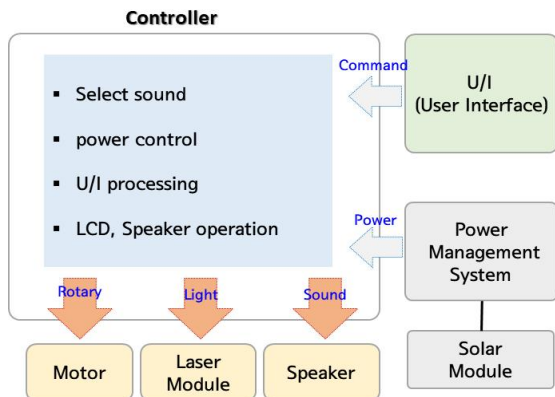 Controller
Select sound
power control
U/I processing
LCD, Speaker operation
Command
U/I
(User Interface)
Power
Power
Management
System
Rotary
Light
Sound
Motor
Laser
Module
Speaker
Solar
Module